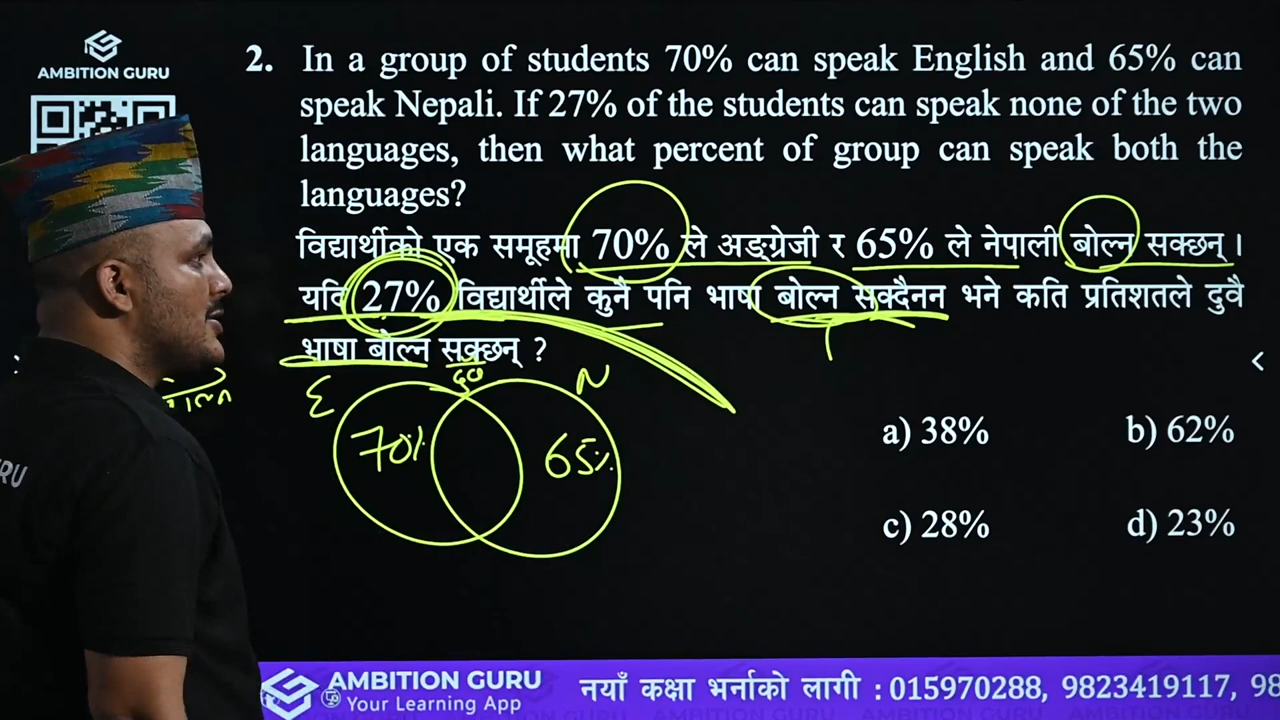 AMBITION GURU
2. In a group of students 70% can speak English and 65% can
speak Nepali. If 27% of the students can speak none of the two
languages, then what percent of group can speak both the
languages?
विद्यार्थीको एक समूहमा 70% ले अङ्ग्रेजी र 65% ले नेपाली बोल्न सक्छन् ।
यदि 27% विद्यार्थीले कुनै पनि भाषा बोल्न सक्दैनन भने कति प्रतिशतले दुवै
भाषा बोल्न सक्छन् ?
E N
70% 65%
a) 38% b) 62%
c) 28% d) 23%
RU
AMBITION GURU
Your Learning App
नयाँ कक्षा भर्नाको लागी : 015970288, 9823419117, 98